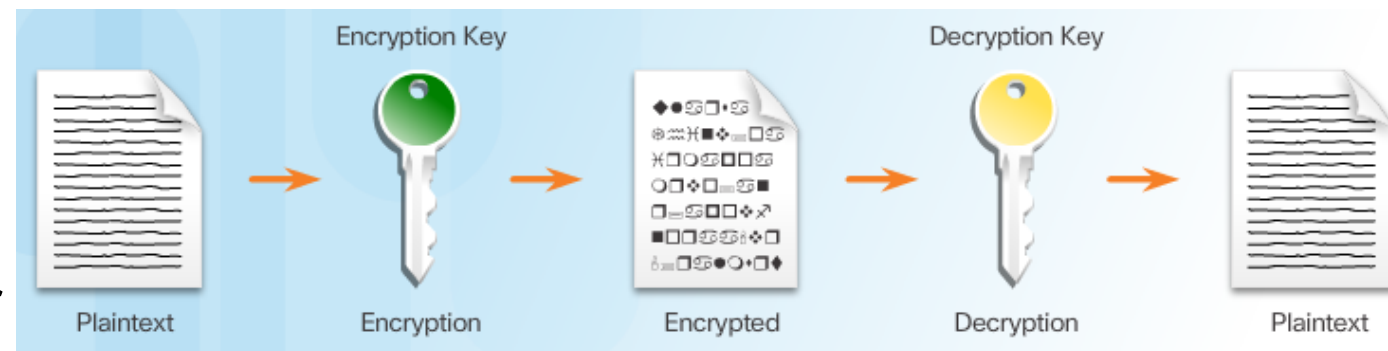 Encryption Key
Decryption Key
Plaintext
Encryption
Encrypted
Decryption
Plaintext